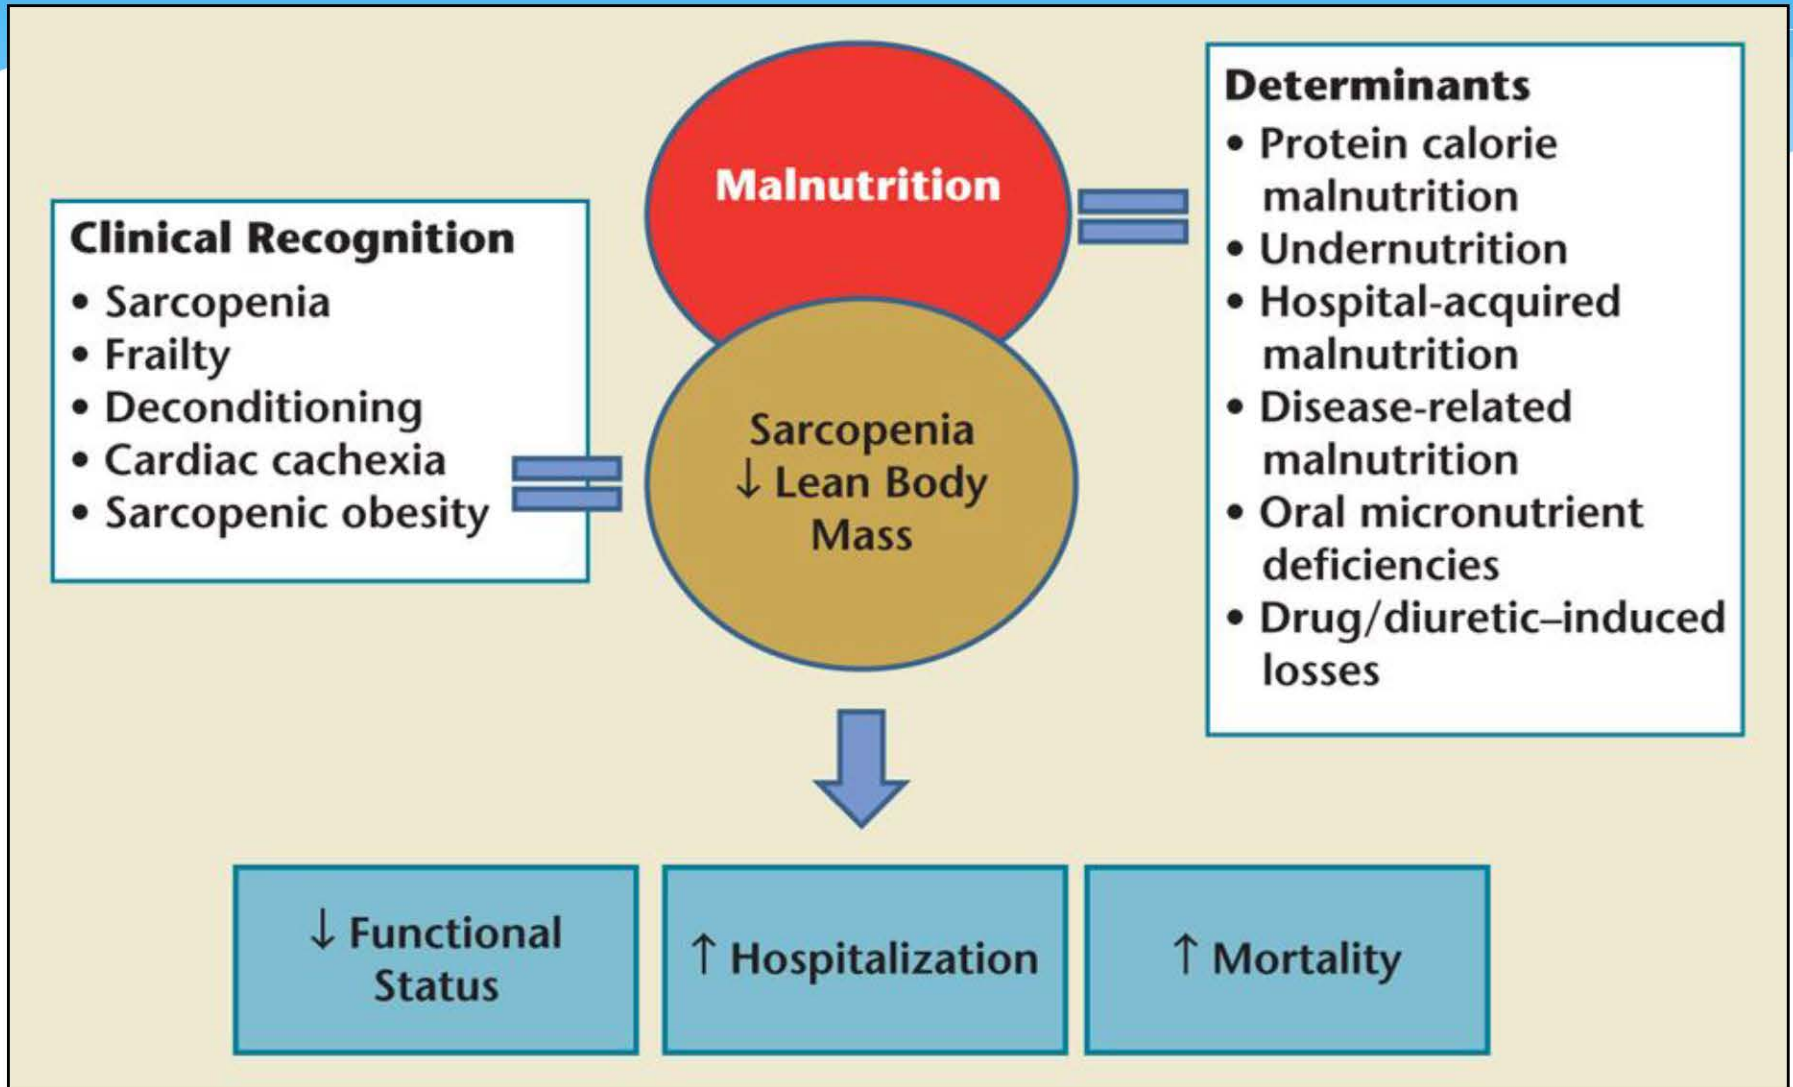 Malnutrition
Clinical Recognition
• Sarcopenia
• Frailty
• Deconditioning
• Cardiac cachexia
• Sarcopenic obesity
Sarcopenia
↓ Lean Body
Mass
Determinants
• Protein calorie
malnutrition
• Undernutrition
• Hospital-acquired
malnutrition
• Disease-related
malnutrition
• Oral micronutrient
deficiencies
• Drug/diuretic–induced
losses
↓ Functional
Status
↑ Hospitalization
↑ Mortality